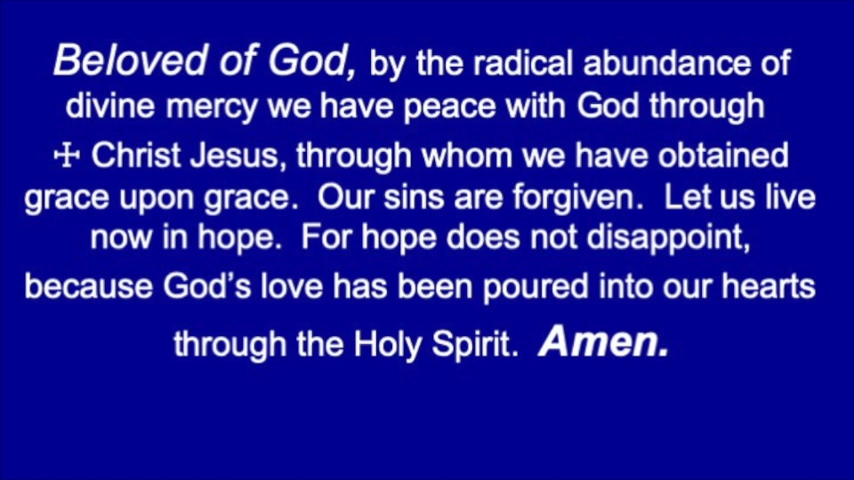 Beloved of God, by the radical abundance of
divine mercy we have peace with God through
☩ Christ Jesus, through whom we have obtained
grace upon grace.  Our sins are forgiven.  Let us live
now in hope.  For hope does not disappoint,
because God’s love has been poured into our hearts
through the Holy Spirit.  Amen.